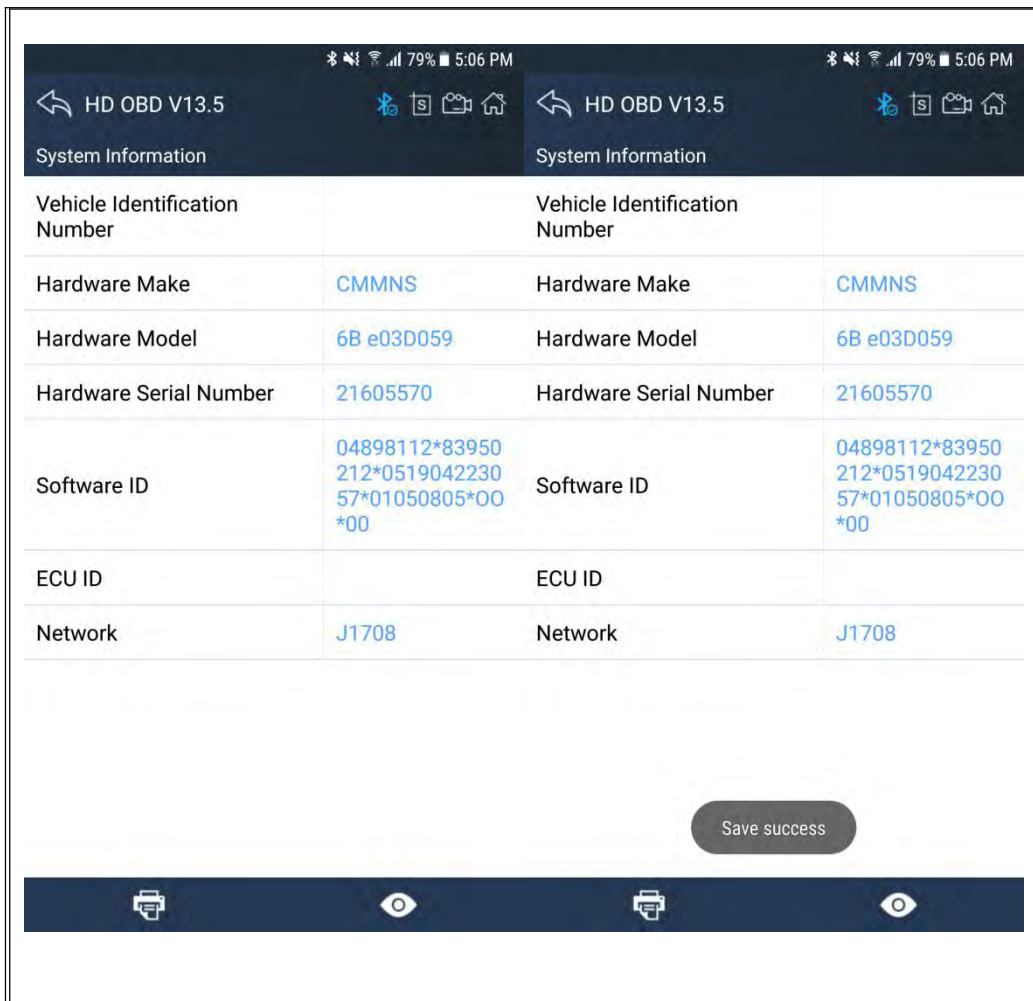 79% 5:06 PM
HD OBD V13.5
S
System Information
Vehicle Identification
Number
Hardware Make CMMNS
Hardware Model 6B e03D059
Hardware Serial Number 21605570
Software ID
04898112*83950
212*0519042230
57*01050805*OO
*00
ECU ID
Network J1708
79% 5:06 PM
HD OBD V13.5
S
System Information
Vehicle Identification
Number
Hardware Make CMMNS
Hardware Model 6B e03D059
Hardware Serial Number 21605570
Software ID
04898112*83950
212*0519042230
57*01050805*OO
*00
ECU ID
Network J1708
Save success